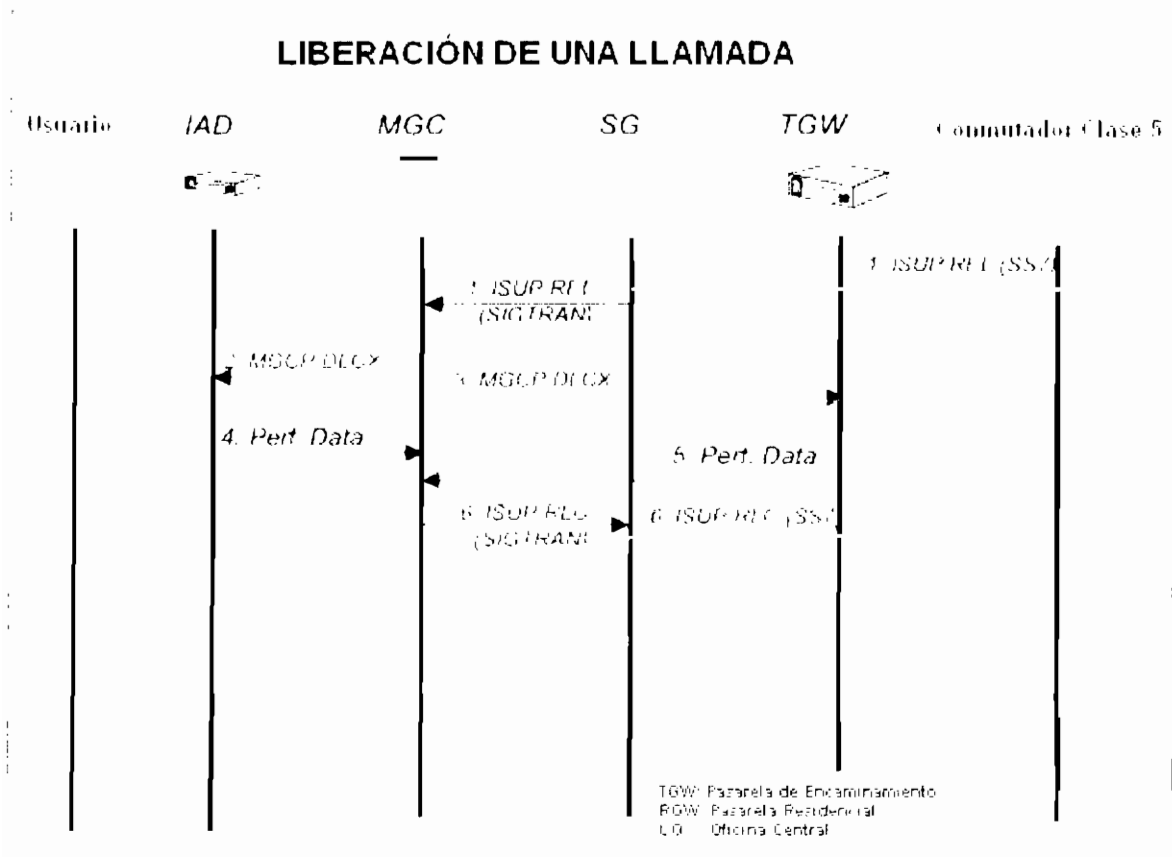 LIBERACIÓN DE UNA LLAMADA
Usuario IAD MGC SG TGW Conmutador Clase 5
1. ISUP REL (SS7)
1. ISUP REL
(SIGTRAN)
2. MGCP DLCX
3. MGCP DLCX
4. Perf. Data
5. Perf. Data
6. ISUP RLC
(SIGTRAN)
6. ISUP RLC (SS7)
TGW: Pasarela de Encaminamiento
RGW: Pasarela Residencial
Oficina Central